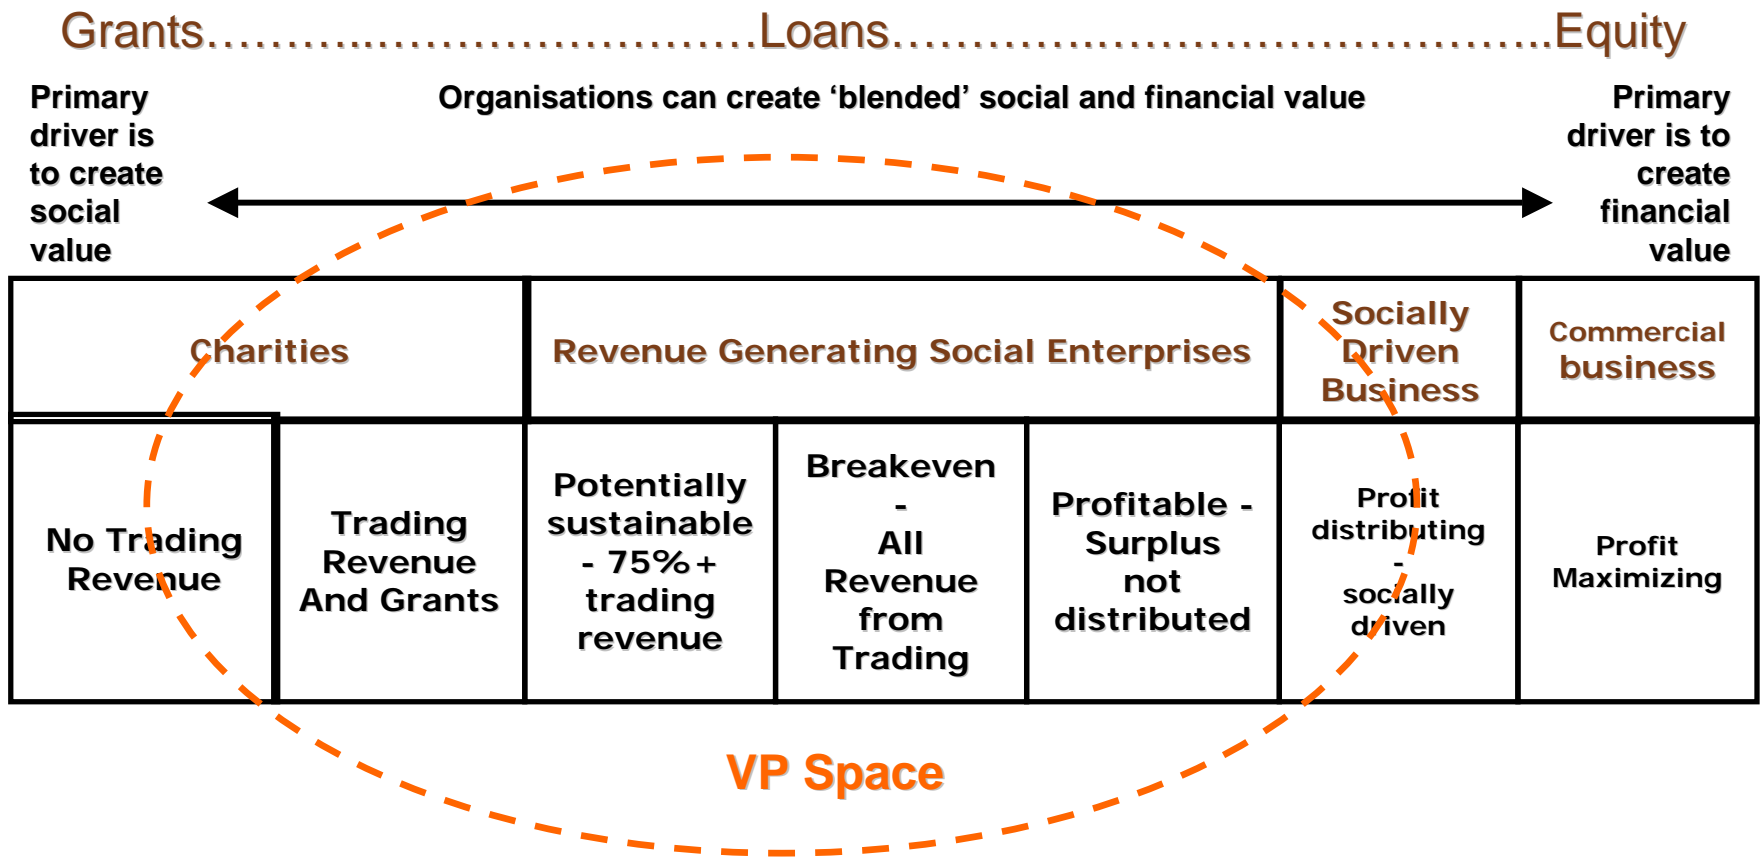 Grants……………………………Loans…………………………………Equity
Primary
driver is
to create
social
value
Organisations can create ‘blended’ social and financial value
Primary
driver is to
create
financial
value
Charities
Revenue Generating Social Enterprises
Socially
Driven
Business
Commercial
business
No Trading
Revenue
Trading
Revenue
And Grants
Potentially
sustainable
- 75%+
trading
revenue
Breakeven
-
All
Revenue
from
Trading
Profitable -
Surplus
not
distributed
Profit
distributing
-
socially
driven
Profit
Maximizing
VP Space